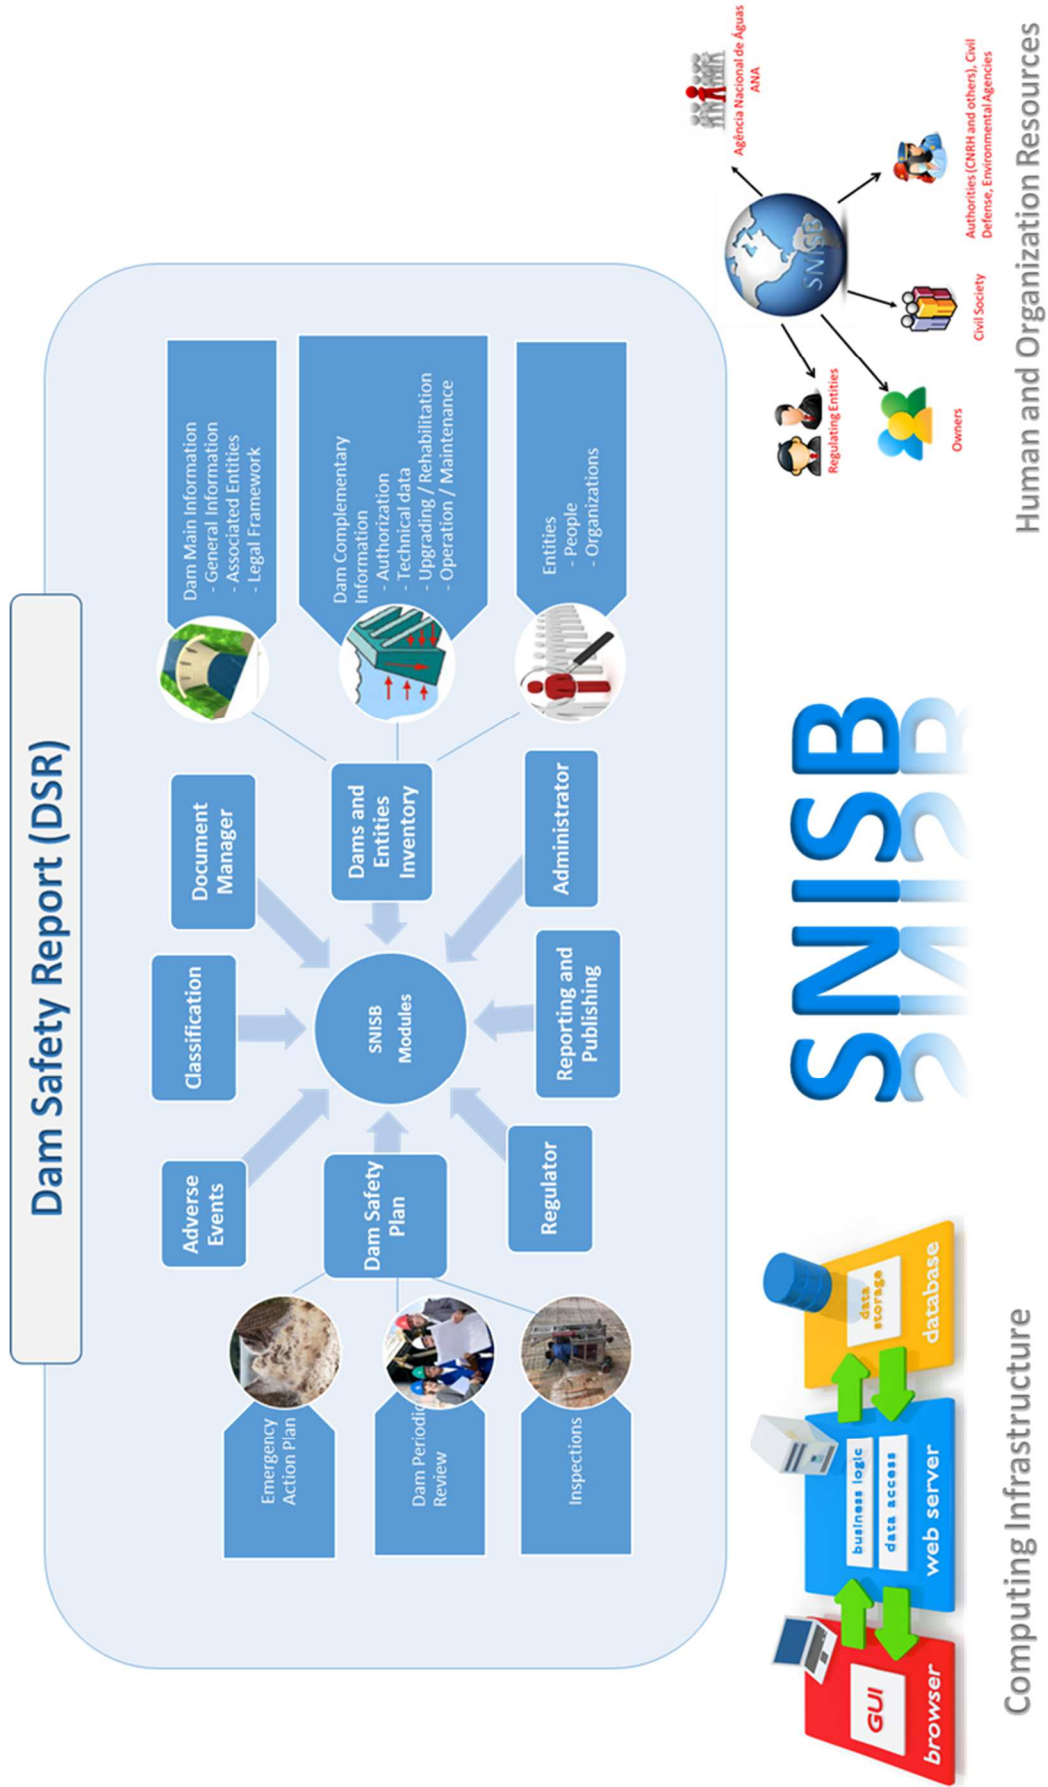 Dam Safety Report (DSR)
Emergency
Action Plan
Dam Periodic
Review
Inspections
Adverse
Events
Dam Safety
Plan
Regulator
Classification
SNISB
Modules
Reporting and
Publishing
Document
Manager
Dams and
Entities
Inventory
Administrator
Dam Main Information
- General Information
- Associated Entities
- Legal Framework
Dam Complementary
Information
- Authorization
- Technical data
- Upgrading / Rehabilitation
- Operation / Maintenance
Entities
- People
- Organizations
GUI
browser
business logic
data access
web server
data
storage
database
Computing Infrastructure
SNISB
SNISB
Regulating Entities
Owners
Civil Society
Agência Nacional de Águas
ANA
Authorities (CNRH and others), Civil
Defense, Environmental Agencies
Human and Organization Resources